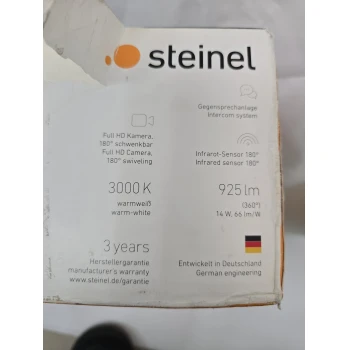 steinel
Gegensprechanlage
Intercom system
Full HD Kamera,
180° schwenkbar
Full HD Camera,
180° swiveling
Infrarot-Sensor 180°
Infrared sensor 180°
3000 K
warmweiß
warm-white
925 lm
(360°)
14 W, 66 lm/W
3 years
Herstellergarantie
manufacturer's warranty
www.steinel.de/garantie
Entwickelt in Deutschland
German engineering